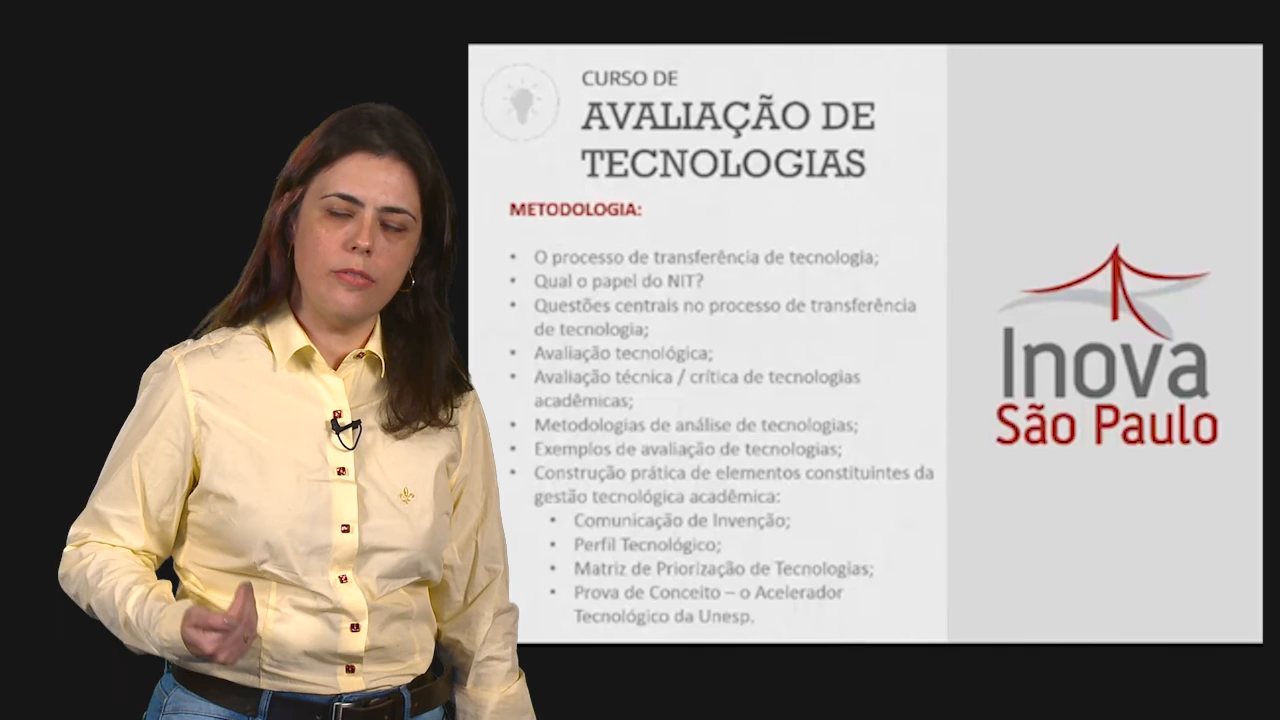 CURSO DE
AVALIAÇÃO DE
TECNOLOGIAS
METODOLOGIA:
• O processo de transferência de tecnologia;
• Qual o papel do NIT?
• Questões centrais no processo de transferência
de tecnologia;
• Avaliação tecnológica;
• Avaliação técnica / crítica de tecnologias
acadêmicas;
• Metodologias de análise de tecnologias;
• Exemplos de avaliação de tecnologias;
• Construção prática de elementos constituintes da
gestão tecnológica acadêmica:
• Comunicação de Invenção;
• Perfil Tecnológico;
• Matriz de Priorização de Tecnologias;
• Prova de Conceito – o Acelerador
Tecnológico da Unesp.
Inova
São Paulo